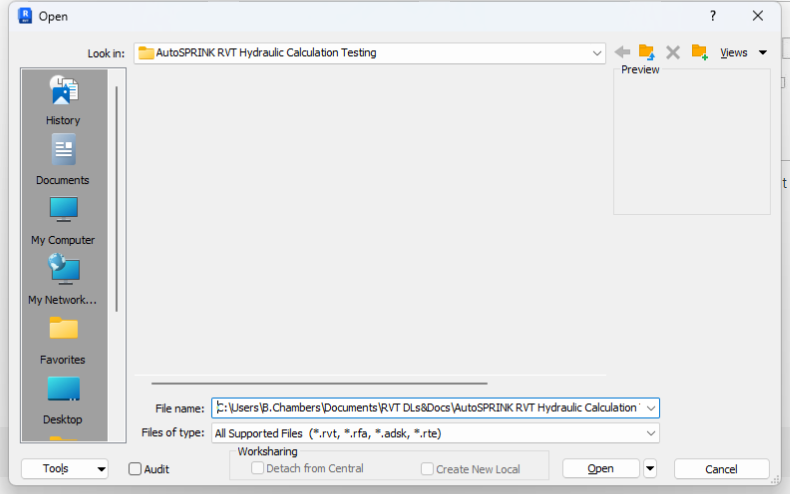 Open
Look in:
AutoSPRINK RVT Hydraulic Calculation Testing
Views
Preview
History
Documents
My Computer
My Network...
Favorites
Desktop
File name:
C:\Users\B.Chambers\Documents\RVT DLs&Docs\AutoSPRINK RVT Hydraulic Calculation
Files of type:
All Supported Files (*.rvt, *.rfa, *.adsk, *.rte)
Tools
Audit
Worksharing
Detach from Central
Create New Local
Open
Cancel